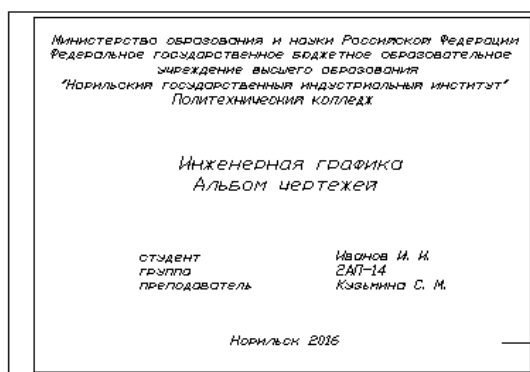 Министерство образования и науки Российской Федерации
Федеральное государственное бюджетное образовательное
учреждение высшего образования
"Норильский государственный индустриальный институт"
Политехнический колледж
Инженерная графика
Альбом чертежей
студент Иванов И. И.
группа 2АП-14
преподаватель Кузьмина С. М.
Норильск 2016